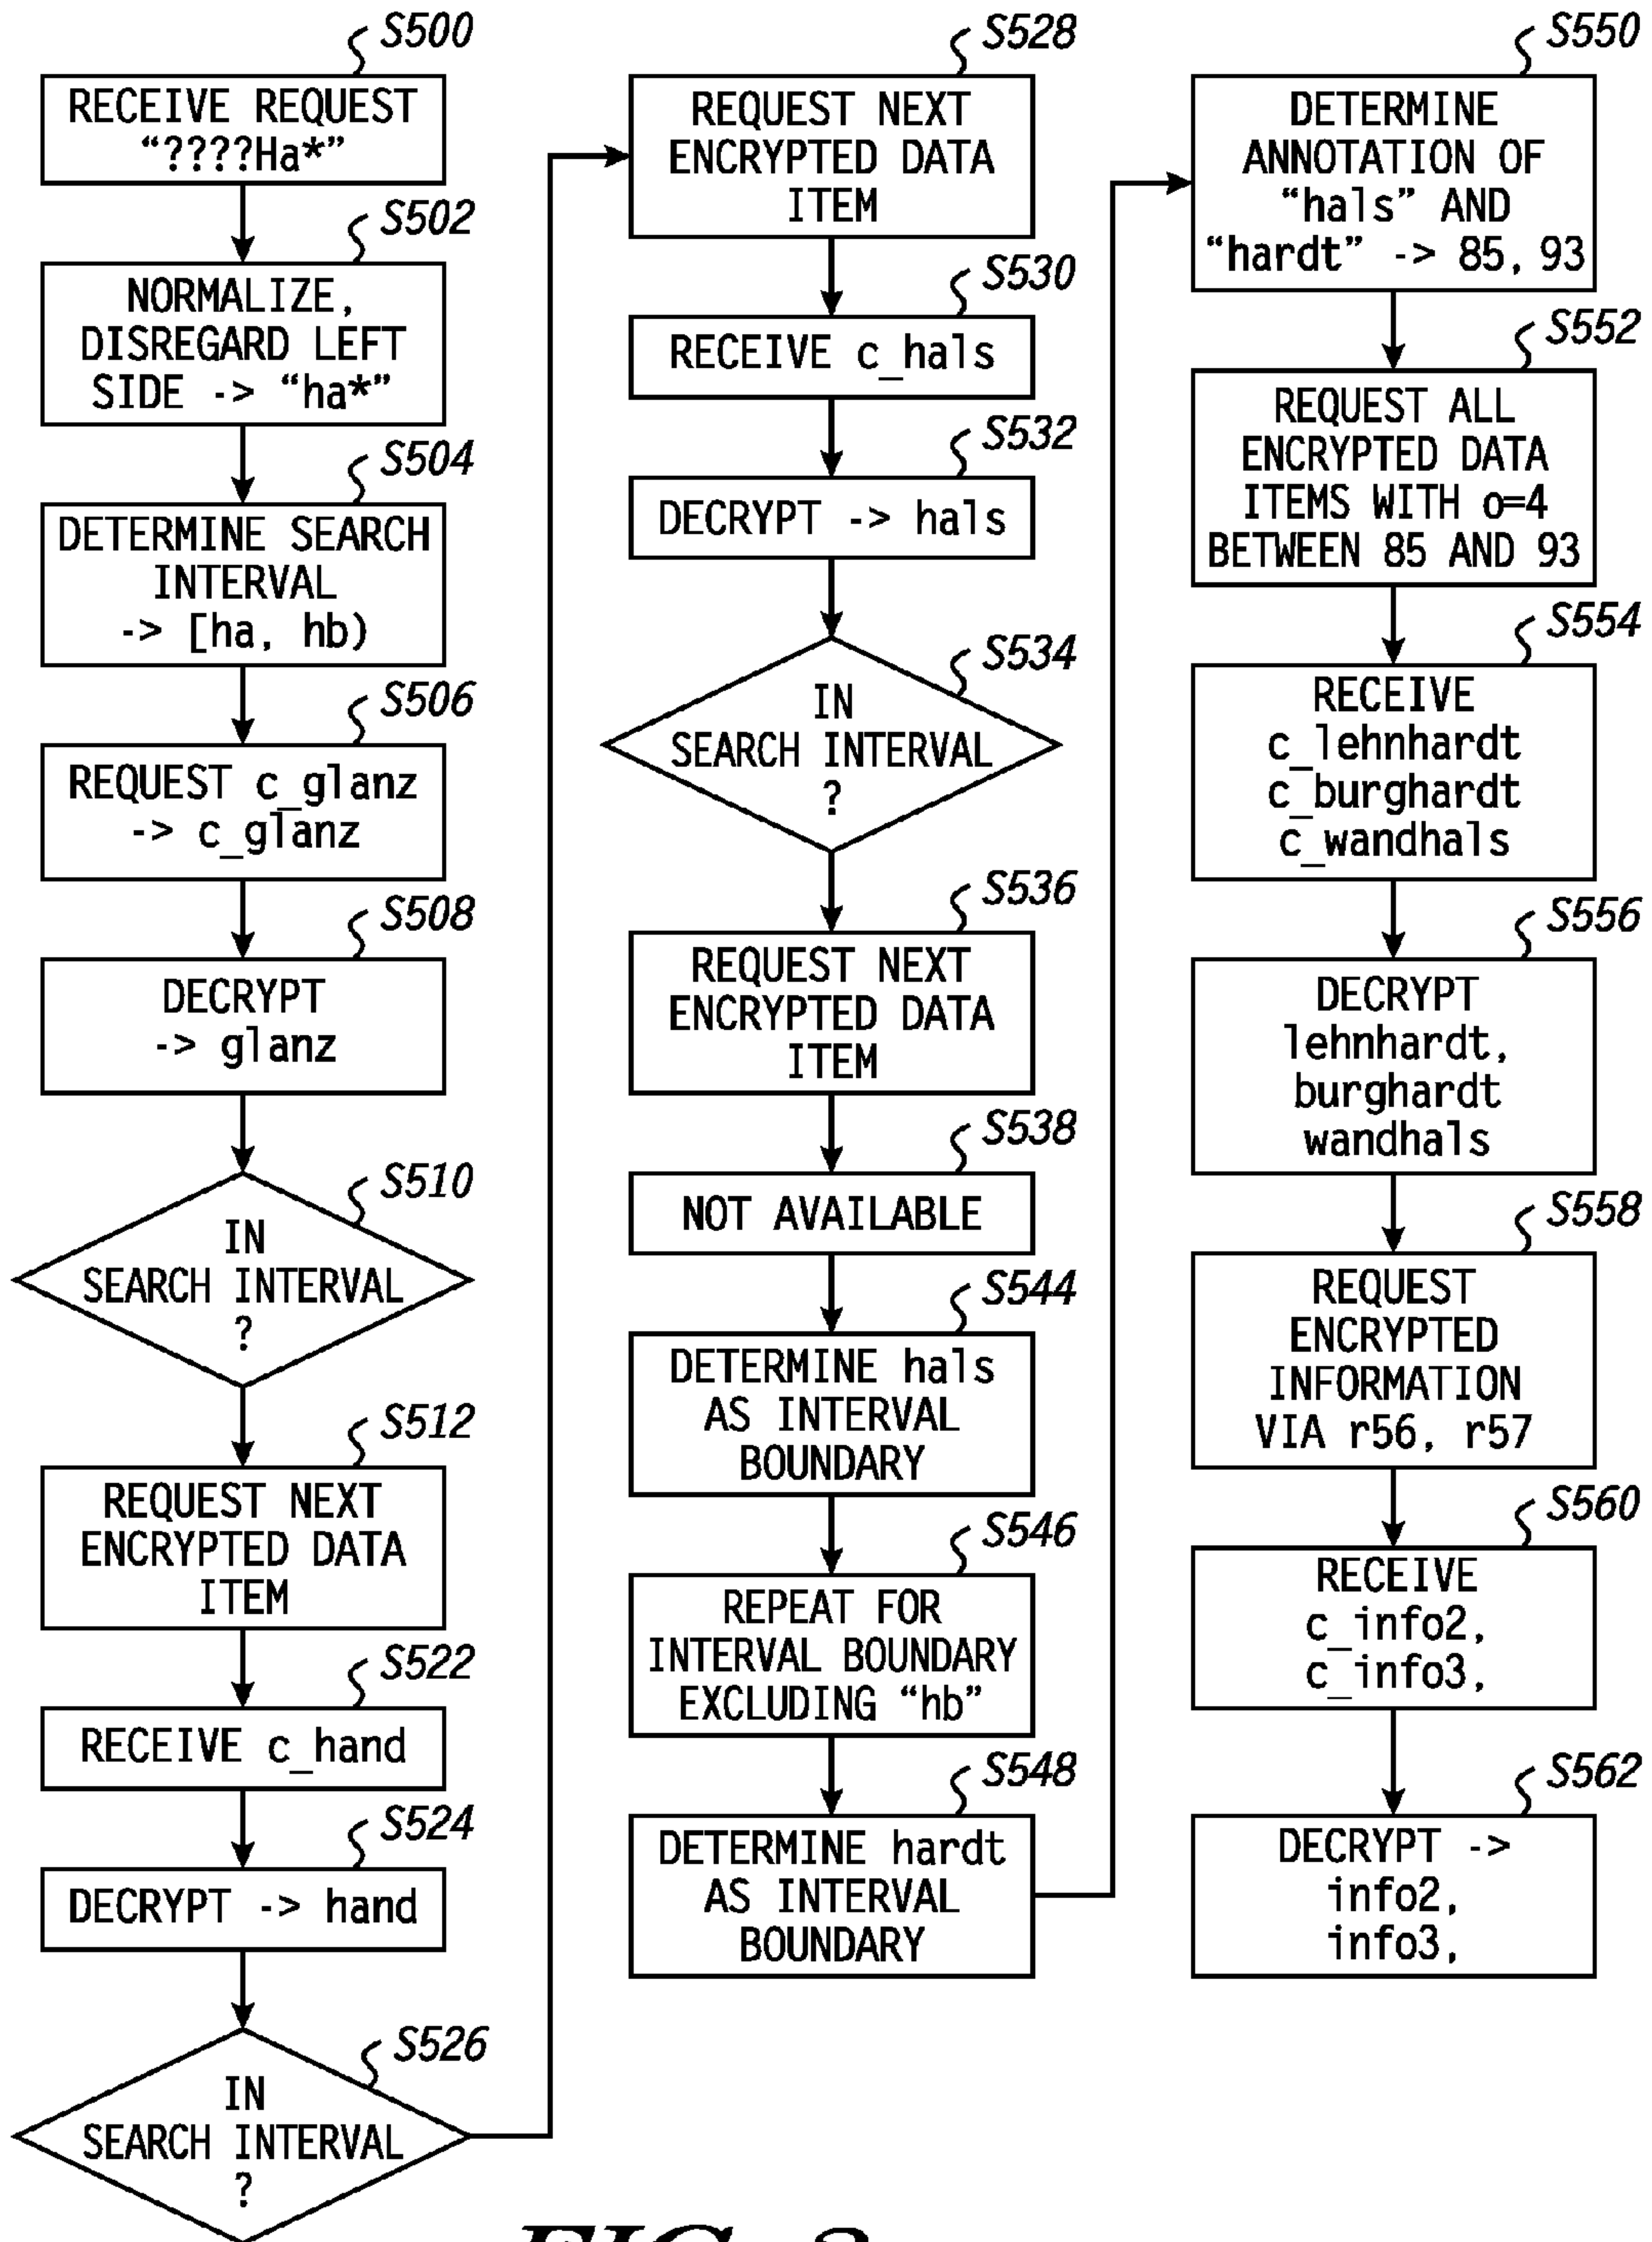 S500
RECEIVE REQUEST
“????Ha*”
S502
NORMALIZE,
DISREGARD LEFT
SIDE -> “ha*”
S504
DETERMINE SEARCH
INTERVAL
-> [ha, hb)
S506
REQUEST c_glanz
-> c_glanz
S508
DECRYPT
-> glanz
S510
IN
SEARCH INTERVAL
?
S512
REQUEST NEXT
ENCRYPTED DATA
ITEM
S522
RECEIVE c_hand
S524
DECRYPT -> hand
S526
IN
SEARCH INTERVAL
?
S528
REQUEST NEXT
ENCRYPTED DATA
ITEM
S530
RECEIVE c_hals
S532
DECRYPT -> hals
S534
IN
SEARCH INTERVAL
?
S536
REQUEST NEXT
ENCRYPTED DATA
ITEM
S538
NOT AVAILABLE
S544
DETERMINE hals
AS INTERVAL
BOUNDARY
S546
REPEAT FOR
INTERVAL BOUNDARY
EXCLUDING “hb”
S548
DETERMINE hardt
AS INTERVAL
BOUNDARY
S550
DETERMINE
ANNOTATION OF
“hals” AND
“hardt” -> 85, 93
S552
REQUEST ALL
ENCRYPTED DATA
ITEMS WITH o=4
BETWEEN 85 AND 93
S554
RECEIVE
c_lehnhardt
c_burghardt
c_wandhals
S556
DECRYPT
lehnhardt,
burghardt
wandhals
S558
REQUEST
ENCRYPTED
INFORMATION
VIA r56, r57
S560
RECEIVE
c_info2,
c_info3,
S562
DECRYPT ->
info2,
info3,